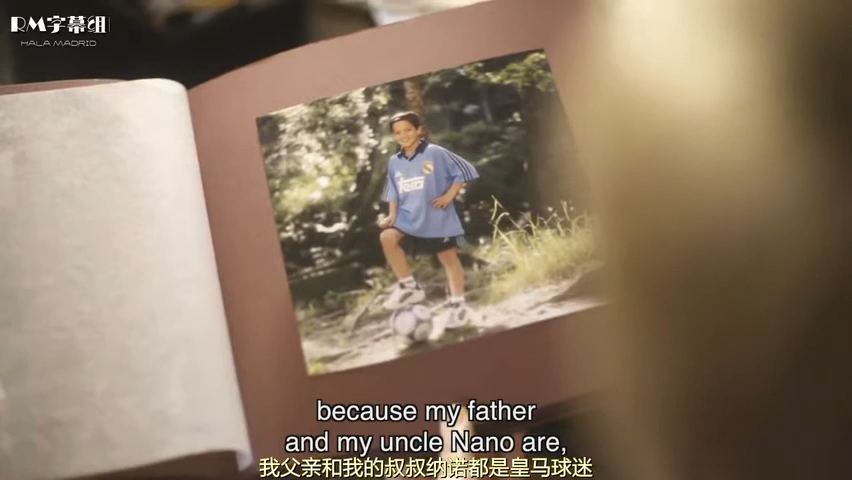 RM字幕组
HALA MADRID
Teka
because my father
and my uncle Nano are,
我父亲和我的叔叔纳诺都是皇马球迷